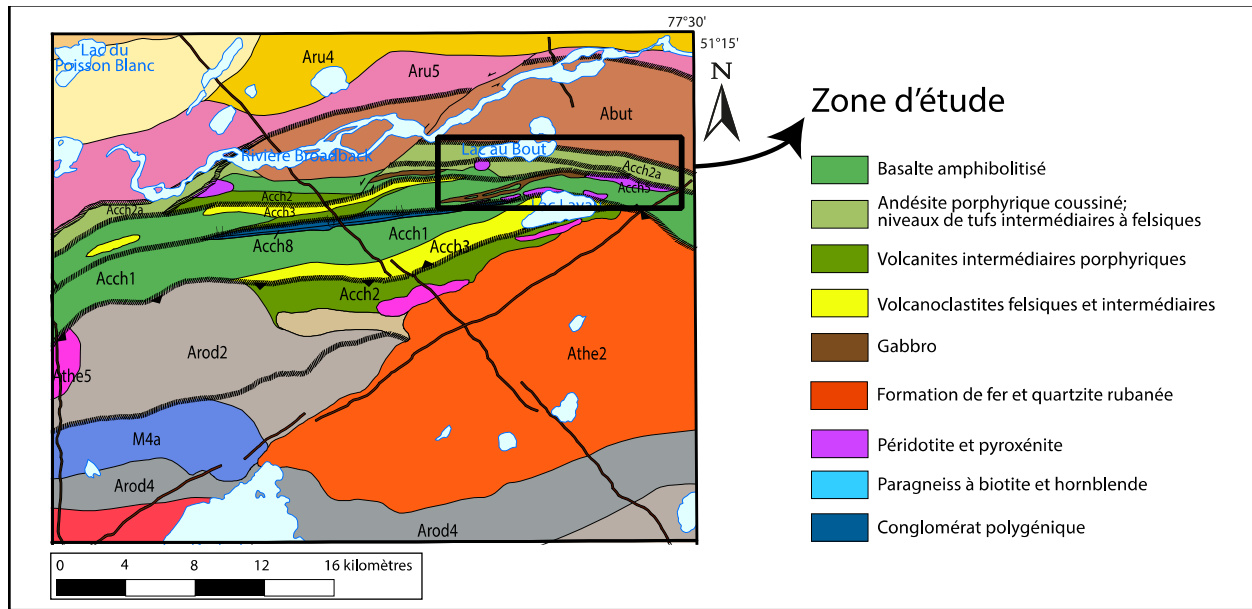 77°30'
51°15'
Lac du
Poisson Blanc
Aru4
Aru5
Abut
N
Zone d'étude
Rivière Broadback
Lac au Bout
Acch2a
Acch2
Acch5
Acch2a
Acch3
Acch8
Acch1
Acch3
Acch1
Acch2
Arod2
Athe2
Athe5
M4a
Arod4
Arod4
Basalte amphibolitisé
Andésite porphyrique coussiné;
niveaux de tufs intermédiaires à felsiques
Volcanites intermédiaires porphyriques
Volcanoclastites felsiques et intermédiaires
Gabbro
Formation de fer et quartzite rubanée
Péridotite et pyroxénite
Paragneiss à biotite et hornblende
Conglomérat polygénique
0 4 8 12 16 kilomètres